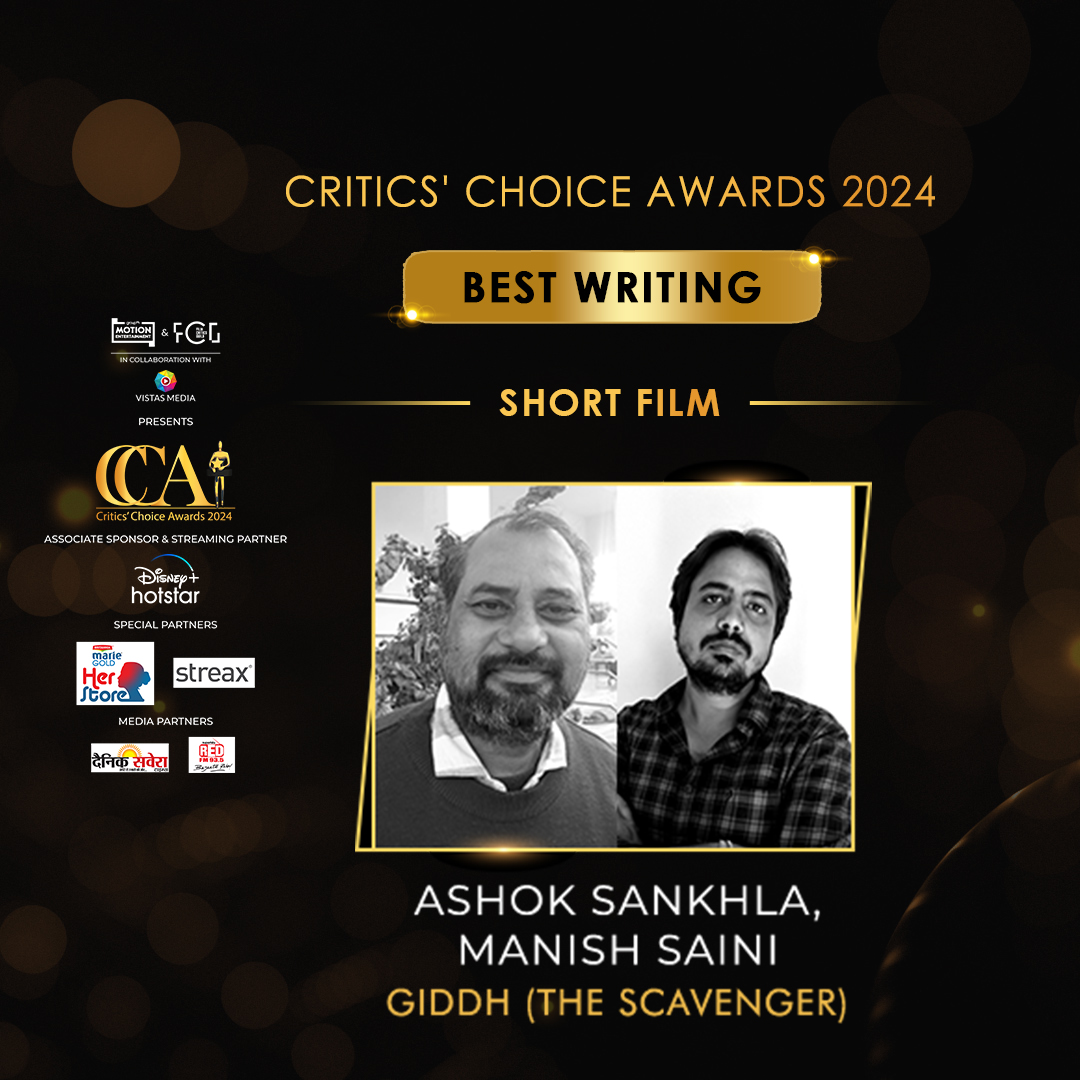 CRITICS' CHOICE AWARDS 2024
BEST WRITING
SHORT FILM
MOTION
ENTERTAINMENT
& FCG
IN COLLABORATION WITH
VISTAS MEDIA
PRESENTS
CCA
Critics' Choice Awards 2024
ASSOCIATE SPONSOR & STREAMING PARTNER
Disney+
hotstar
SPECIAL PARTNERS
marie
GOLD
Her
Store
streax
MEDIA PARTNERS
दैनिक सवेरा
RED
FM 93.5
ASHOK SANKHLA,
MANISH SAINI
GIDDH (THE SCAVENGER)